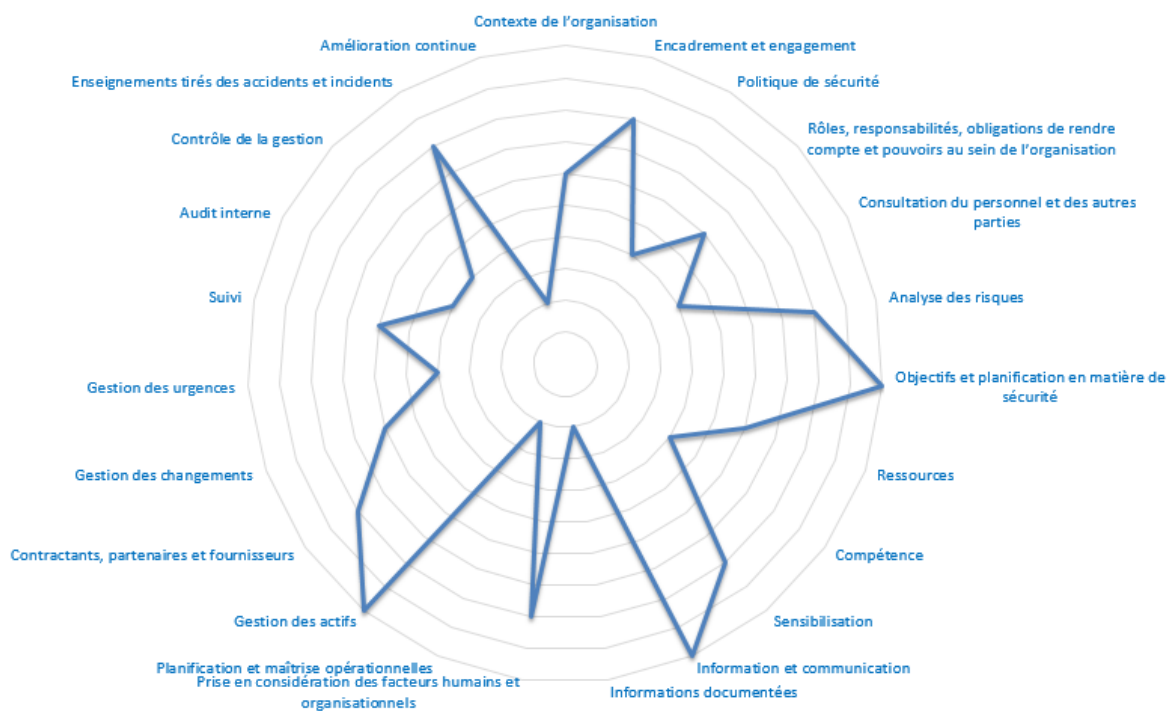 Contexte de l’organisation
Encadrement et engagement
Politique de sécurité
Rôles, responsabilités, obligations de rendre
compte et pouvoirs au sein de l’organisation
Consultation du personnel et des autres
parties
Analyse des risques
Objectifs et planification en matière de
sécurité
Ressources
Compétence
Sensibilisation
Information et communication
Informations documentées
Prise en considération des facteurs humains et
organisationnels
Planification et maîtrise opérationnelles
Gestion des actifs
Contractants, partenaires et fournisseurs
Gestion des changements
Gestion des urgences
Suivi
Audit interne
Contrôle de la gestion
Enseignements tirés des accidents et incidents
Amélioration continue